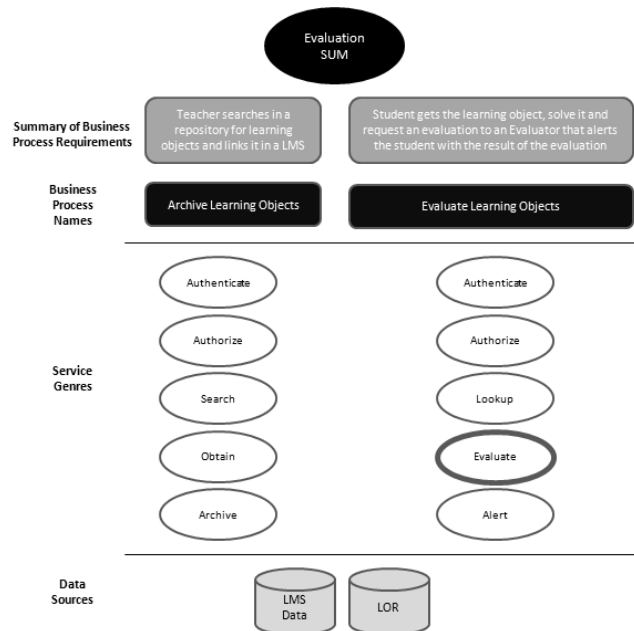 Evaluation
SUM
Summary of Business
Process Requirements
Teacher searches in a
repository for learning
objects and links it in a LMS
Student gets the learning object, solve it and
request an evaluation to an Evaluator that alerts
the student with the result of the evaluation
Business
Process
Names
Archive Learning Objects
Evaluate Learning Objects
Service
Genres
Authenticate
Authenticate
Authorize
Authorize
Search
Lookup
Obtain
Evaluate
Archive
Alert
Data
Sources
LMS
Data
LOR